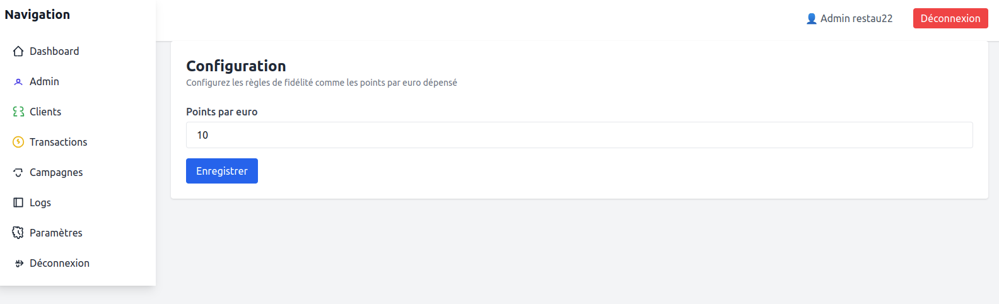 Navigation
Admin restau22
Déconnexion
Dashboard
Admin
Clients
Transactions
Campagnes
Logs
Paramètres
Déconnexion
Configuration
Configurez les règles de fidélité comme les points par euro dépensé
Points par euro
10
Enregistrer